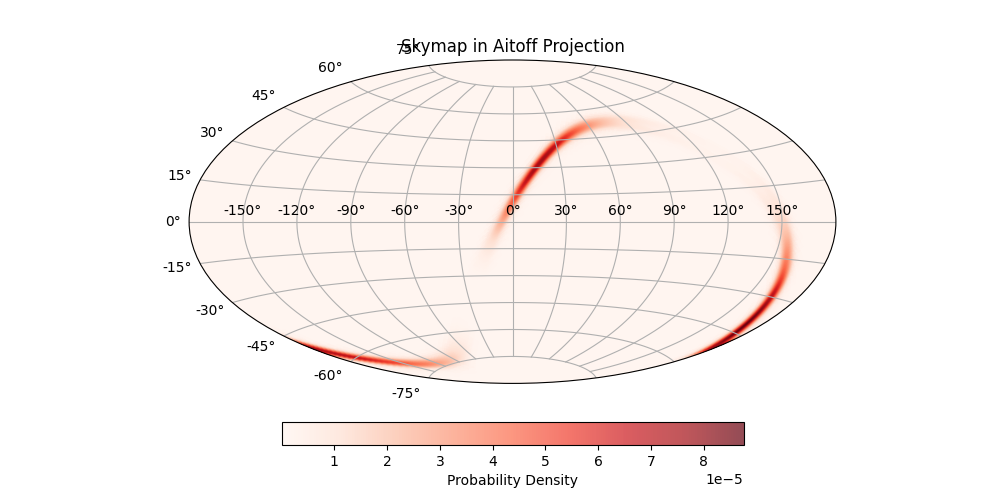 Skymap in Aitoff Projection
75°
60°
45°
30°
15°
-150° -120° -90° -60° -30° 0° 30° 60° 90° 120° 150°
0°
-15°
-30°
-45°
-60°
-75°
1 2 3 4 5 6 7 8
1e−5
Probability Density